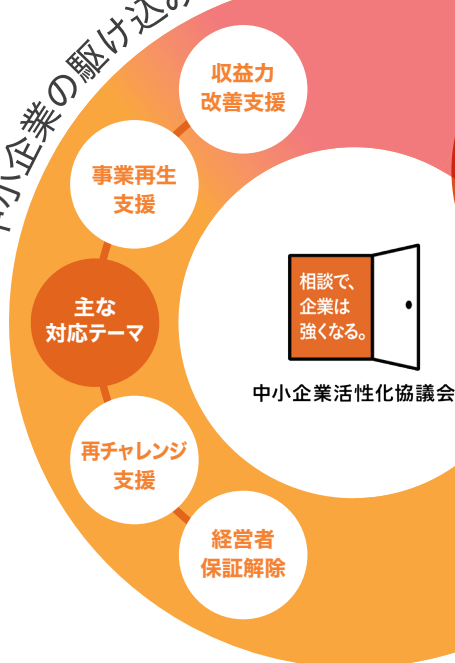 中小企業の駆け込み
収益力
改善支援
事業再生
支援
主な
対応テーマ
再チャレンジ
支援
経営者
保証解除
相談で、
企業は
強くなる。
中小企業活性化協議会